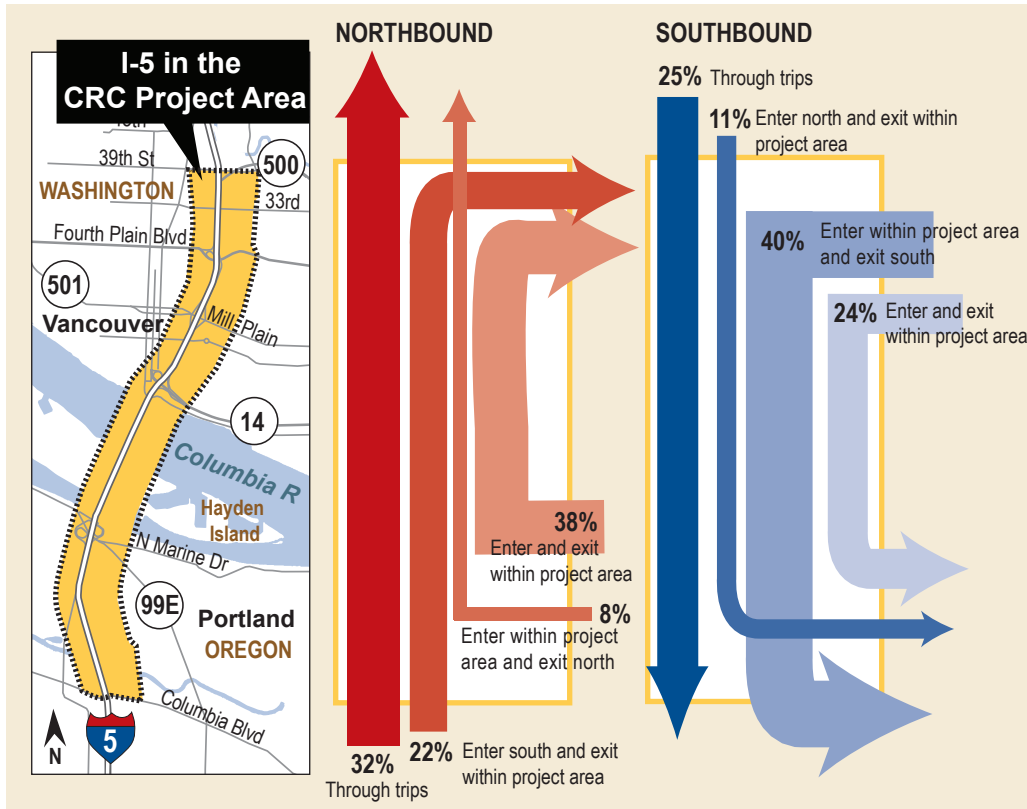 I-5 in the
CRC Project Area
39th St
500
WASHINGTON
33rd
Fourth Plain Blvd
501
Vancouver
Mill Plain
14
Columbia R
Hayden
Island
N Marine Dr
99E
Portland
OREGON
Columbia Blvd
N
5
NORTHBOUND
38%
Enter and exit
within project area
8%
Enter within project
area and exit north
32%
Through trips
22% Enter south and exit
within project area
SOUTHBOUND
25% Through trips
11% Enter north and exit within
project area
40% Enter within project area
and exit south
24% Enter and exit
within project area